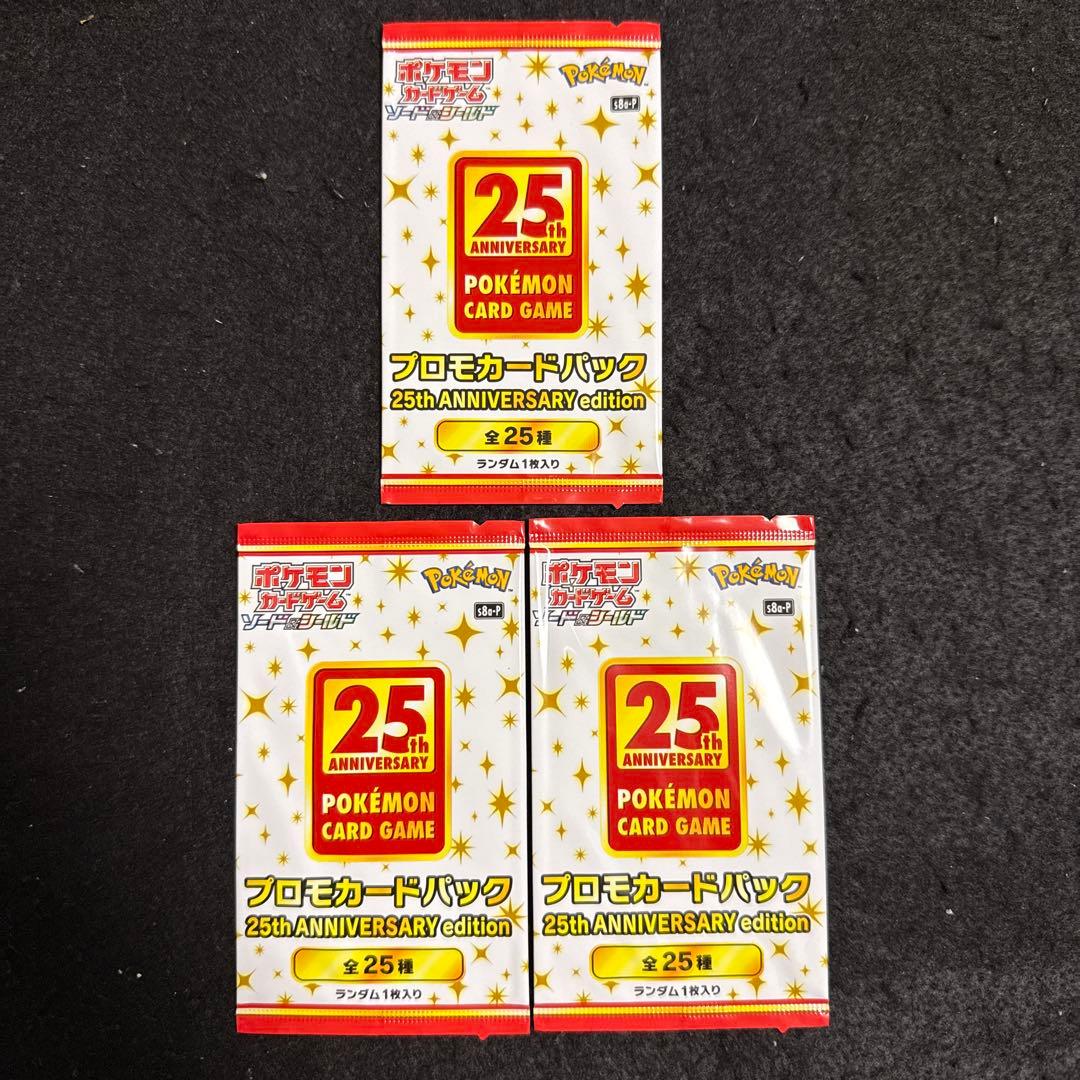 ポケモン
カードゲーム
ソード&シールド
Pokémon
s8a-P
25th
ANNIVERSARY
POKÉMON
CARD GAME
プロモカードパック
25th ANNIVERSARY edition
全25種
ランダム1枚入り
ポケモン
カードゲーム
ソード&シールド
Pokémon
s8a-P
25th
ANNIVERSARY
POKÉMON
CARD GAME
プロモカードパック
25th ANNIVERSARY edition
全25種
ランダム1枚入り
ポケモン
カードゲーム
ソード&シールド
Pokémon
s8a-P
25th
ANNIVERSARY
POKÉMON
CARD GAME
プロモカードパック
25th ANNIVERSARY edition
全25種
ランダム1枚入り